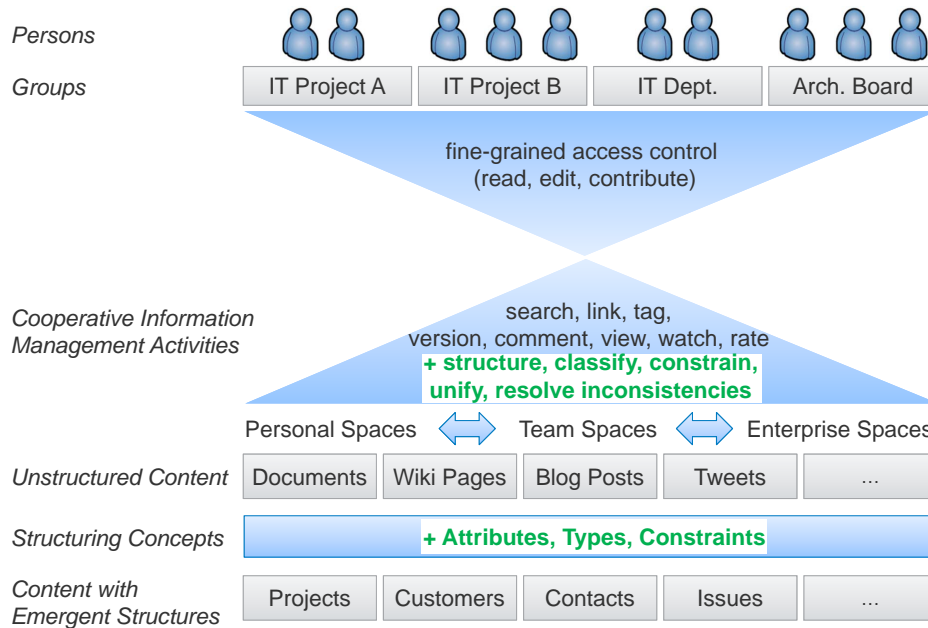 Persons
Groups
IT Project A
IT Project B
IT Dept.
Arch. Board
fine-grained access control
(read, edit, contribute)
Cooperative Information
Management Activities
search, link, tag,
version, comment, view, watch, rate
+ structure, classify, constrain,
unify, resolve inconsistencies
Personal Spaces
Team Spaces
Enterprise Spaces
Unstructured Content
Documents
Wiki Pages
Blog Posts
Tweets
...
Structuring Concepts
+ Attributes, Types, Constraints
Content with
Emergent Structures
Projects
Customers
Contacts
Issues
...